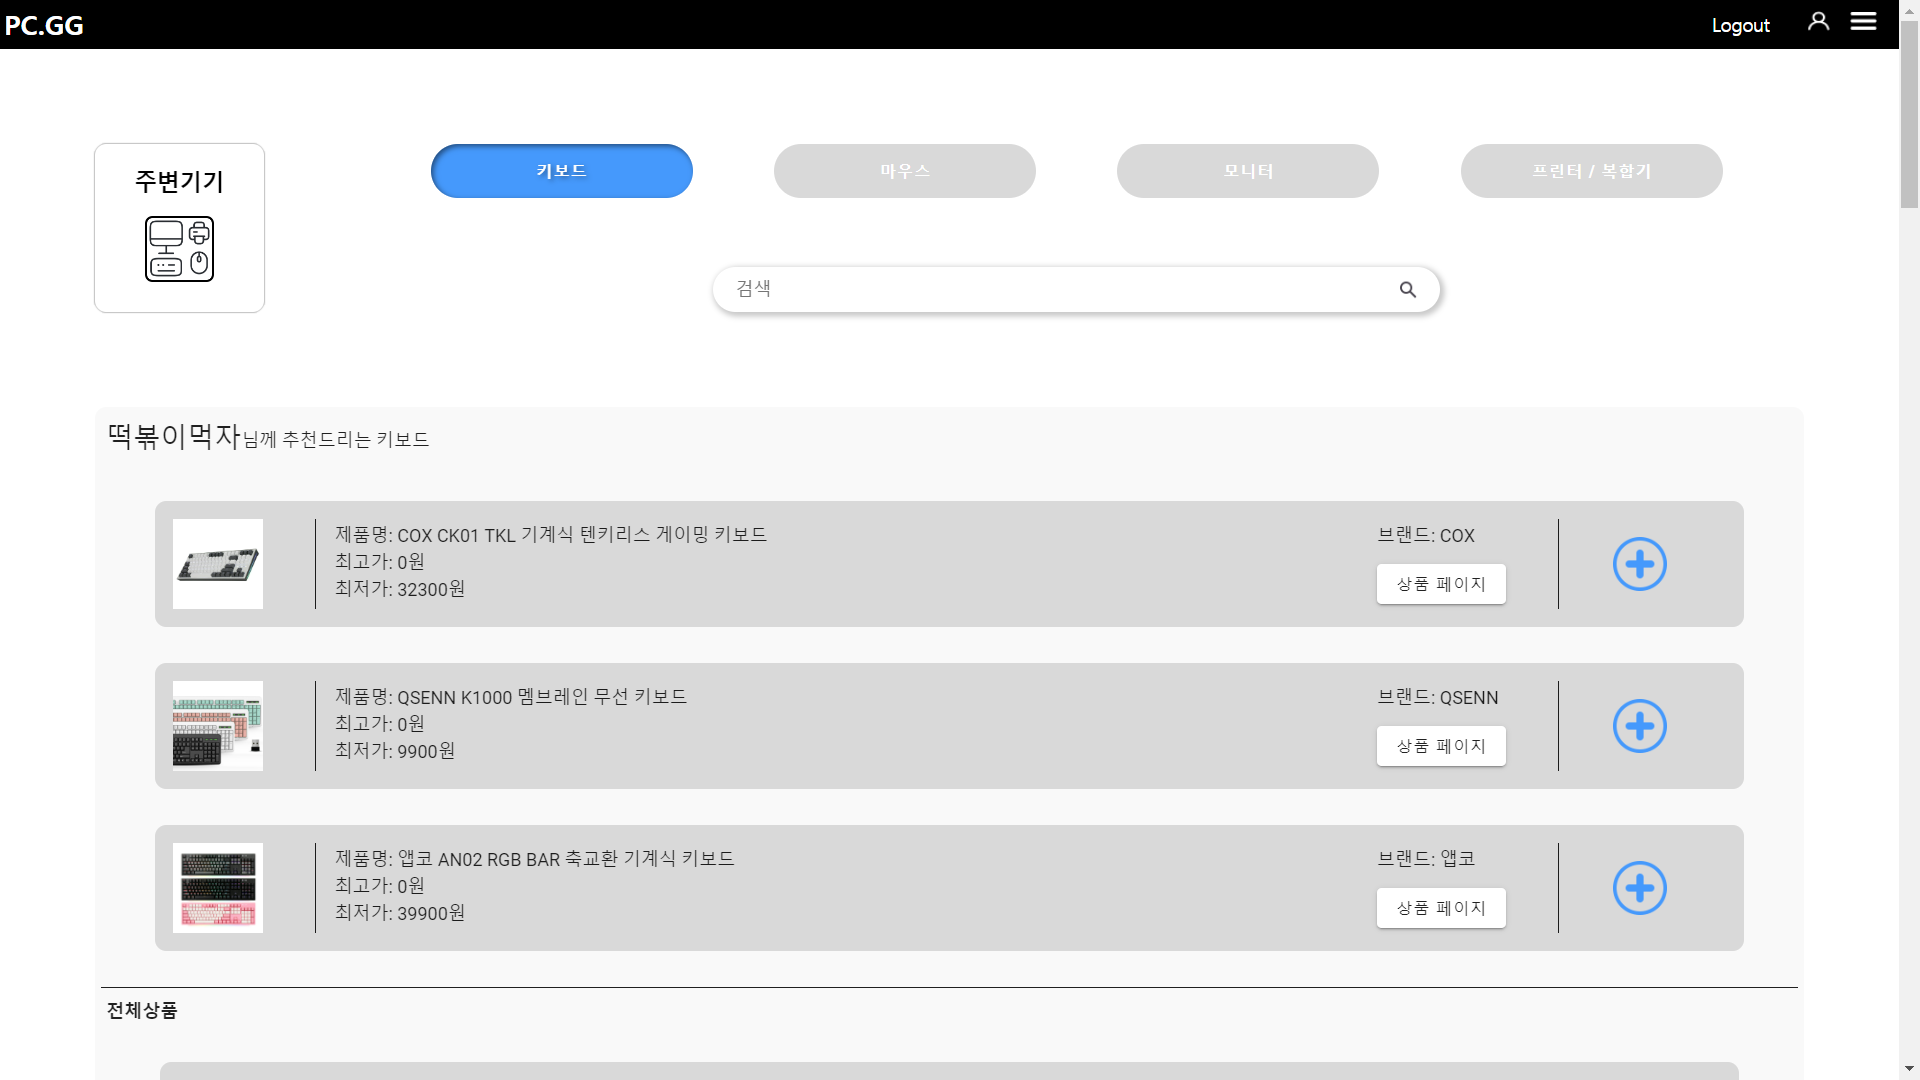 PC.GG
Logout
주변기기
키보드
마우스
모니터
프린터 / 복합기
검색
떡볶이먹자님께 추천드리는 키보드
제품명: COX CK01 TKL 기계식 텐키리스 게이밍 키보드
최고가: 0원
최저가: 32300원
브랜드: COX
상품 페이지
제품명: QSENN K1000 멤브레인 무선 키보드
최고가: 0원
최저가: 9900원
브랜드: QSENN
상품 페이지
제품명: 앱코 AN02 RGB BAR 축교환 기계식 키보드
최고가: 0원
최저가: 39900원
브랜드: 앱코
상품 페이지
전체상품